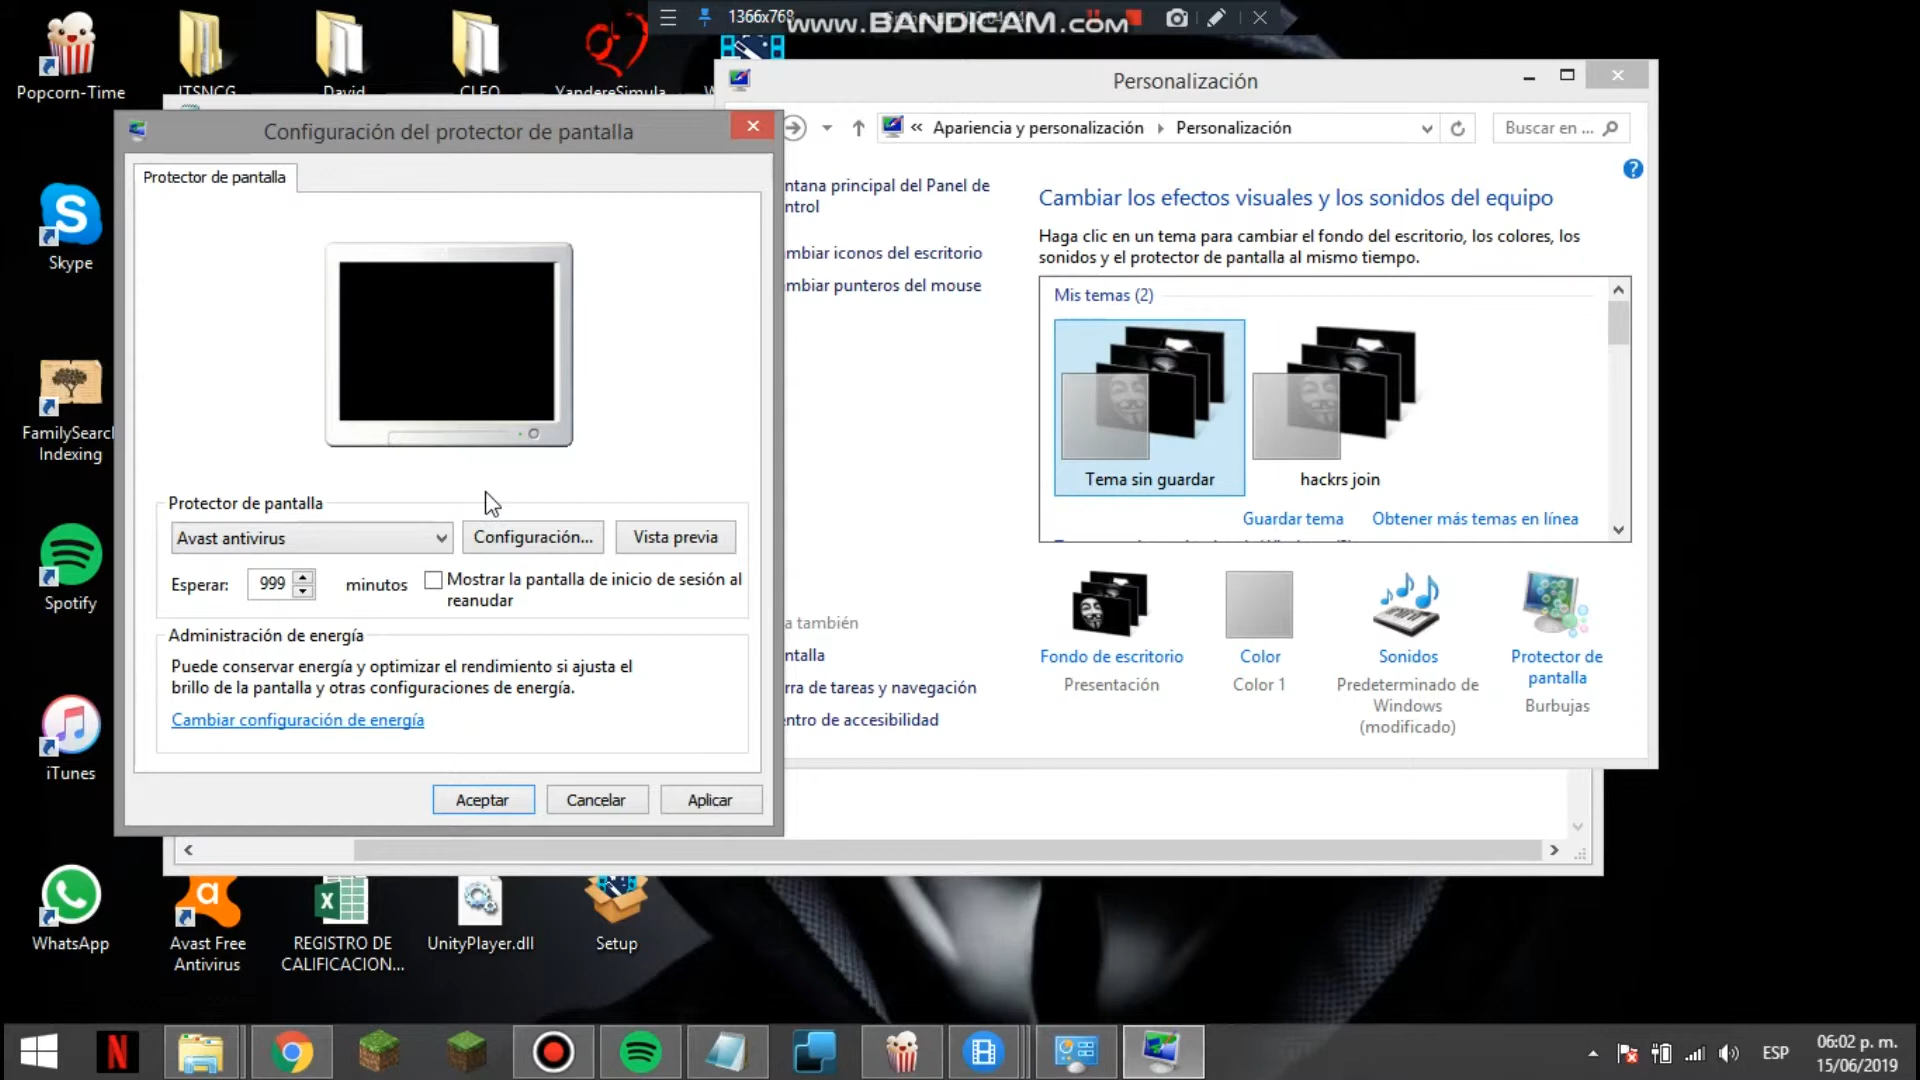 1366x768
www.BANDICAM.com
Popcorn-Time
ITSNCG
David
CLEO
YandereSimula
Personalización
Configuración del protector de pantalla
« Apariencia y personalización
Personalización
Buscar en ...
Protector de pantalla
ntana principal del Panel de
ntrol
mbiar iconos del escritorio
mbiar punteros del mouse
Cambiar los efectos visuales y los sonidos del equipo
Haga clic en un tema para cambiar el fondo del escritorio, los colores, los
sonidos y el protector de pantalla al mismo tiempo.
Mis temas (2)
Tema sin guardar
hackrs join
Guardar tema
Obtener más temas en línea
Skype
FamilySearch
Indexing
Spotify
iTunes
WhatsApp
Protector de pantalla
Avast antivirus
Configuración...
Vista previa
Esperar:
999
minutos
Mostrar la pantalla de inicio de sesión al
reanudar
Administración de energía
Puede conservar energía y optimizar el rendimiento si ajusta el
brillo de la pantalla y otras configuraciones de energía.
Cambiar configuración de energía
Aceptar
Cancelar
Aplicar
a también
ntalla
rra de tareas y navegación
entro de accesibilidad
Fondo de escritorio
Presentación
Color
Color 1
Sonidos
Predeterminado de
Windows
(modificado)
Protector de
pantalla
Burbujas
Avast Free
Antivirus
REGISTRO DE
CALIFICACION...
UnityPlayer.dll
Setup
ESP
06:02 p. m.
15/06/2019